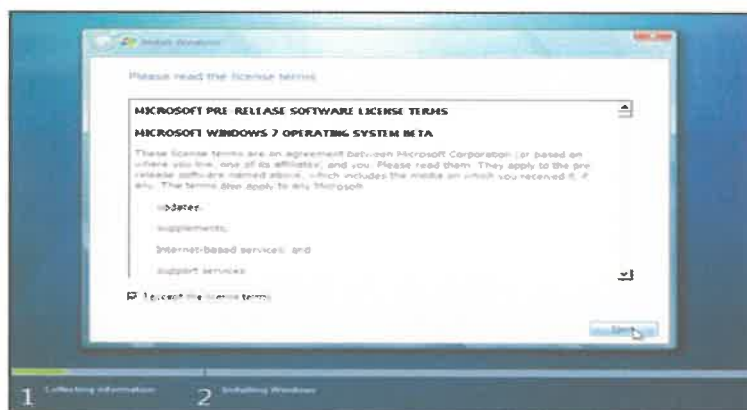 Install Windows
Please read the license terms.
MICROSOFT PRE-RELEASE SOFTWARE LICENSE TERMS
MICROSOFT WINDOWS 7 OPERATING SYSTEM BETA
These license terms are an agreement between Microsoft Corporation (or based on
where you live, one of its affiliates) and you. Please read them. They apply to the pre-
release software named above, which includes the media on which you received it, if
any. The terms also apply to any Microsoft
updates,
supplements,
Internet-based services, and
support services
I accept the license terms
Next
1 Collecting information 2 Installing Windows